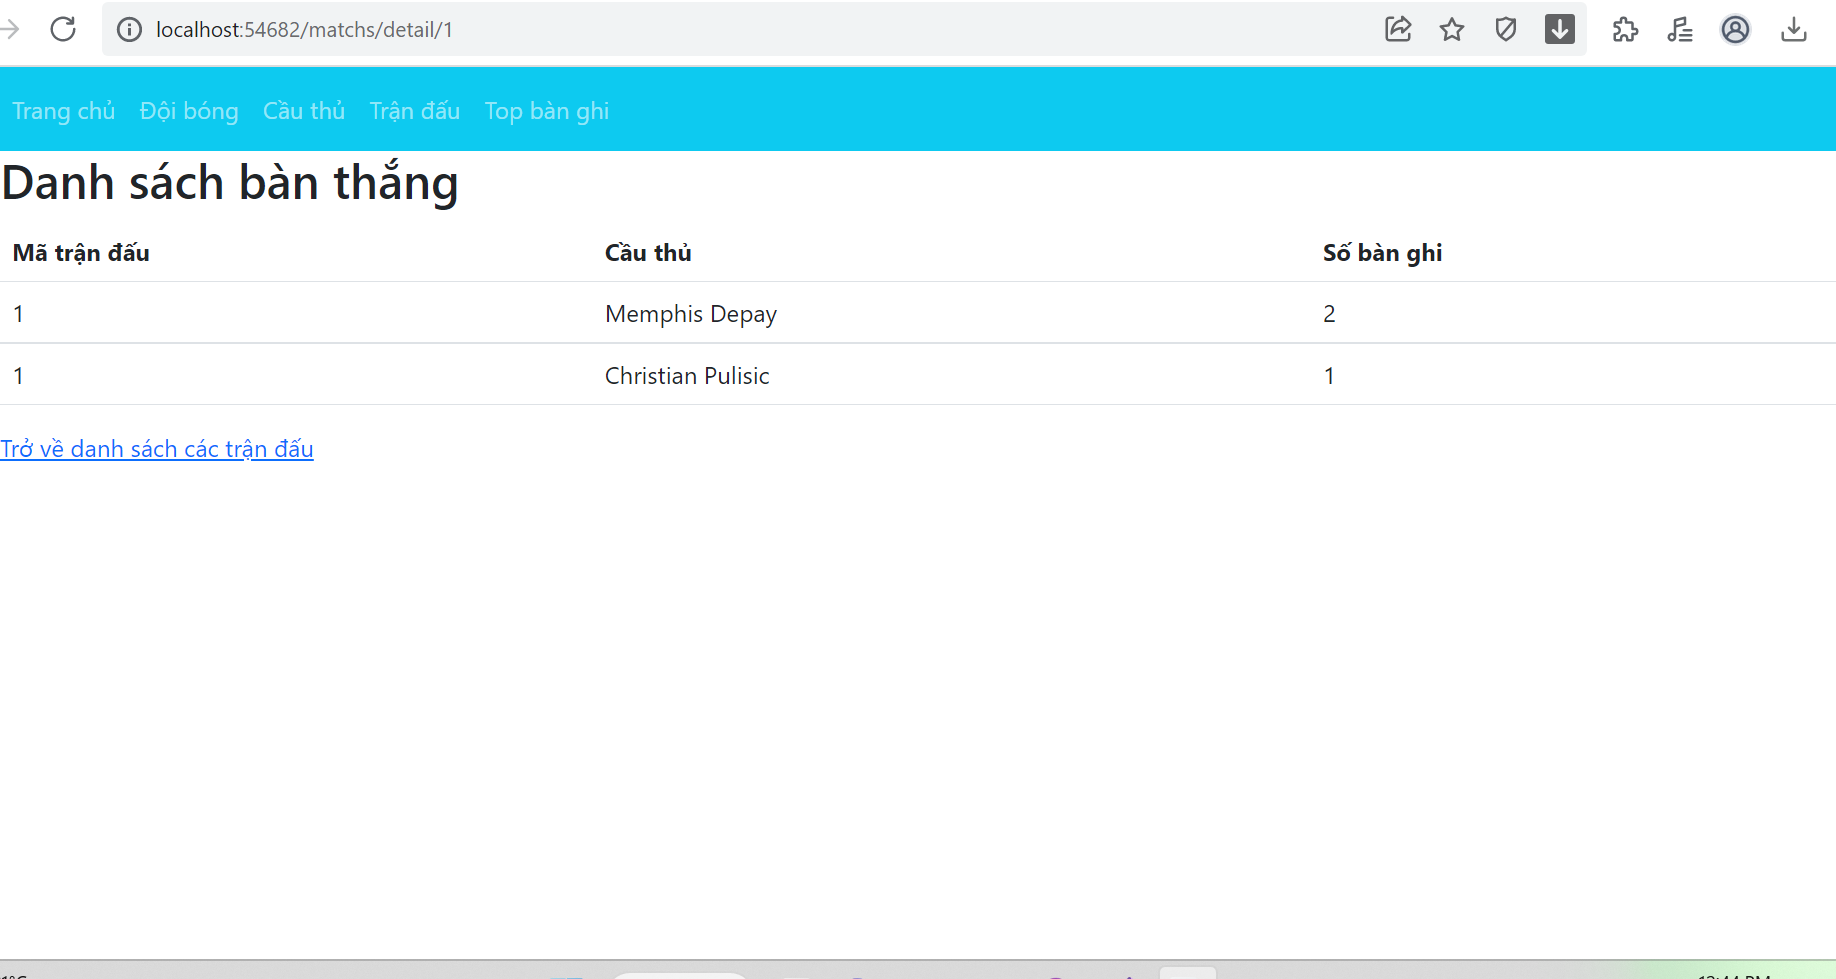 localhost:54682/matchs/detail/1
Trang chủ Đội bóng Cầu thủ Trận đấu Top bàn ghi
Danh sách bàn thắng
Mã trận đấu Cầu thủ Số bàn ghi
1 Memphis Depay 2
1 Christian Pulisic 1
Trở về danh sách các trận đấu